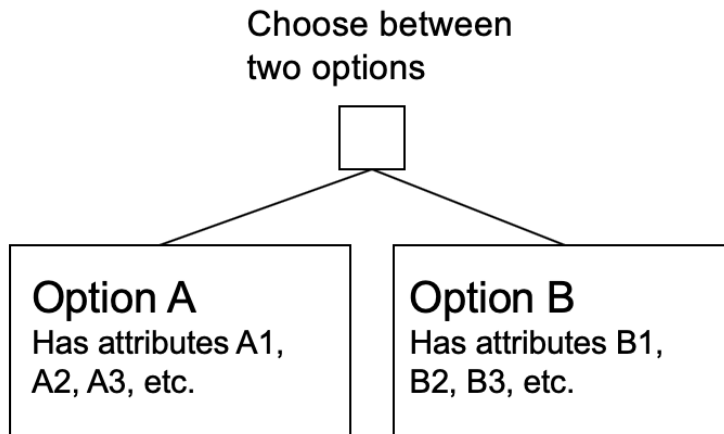 Choose between
two options
Option A
Has attributes A1,
A2, A3, etc.
Option B
Has attributes B1,
B2, B3, etc.